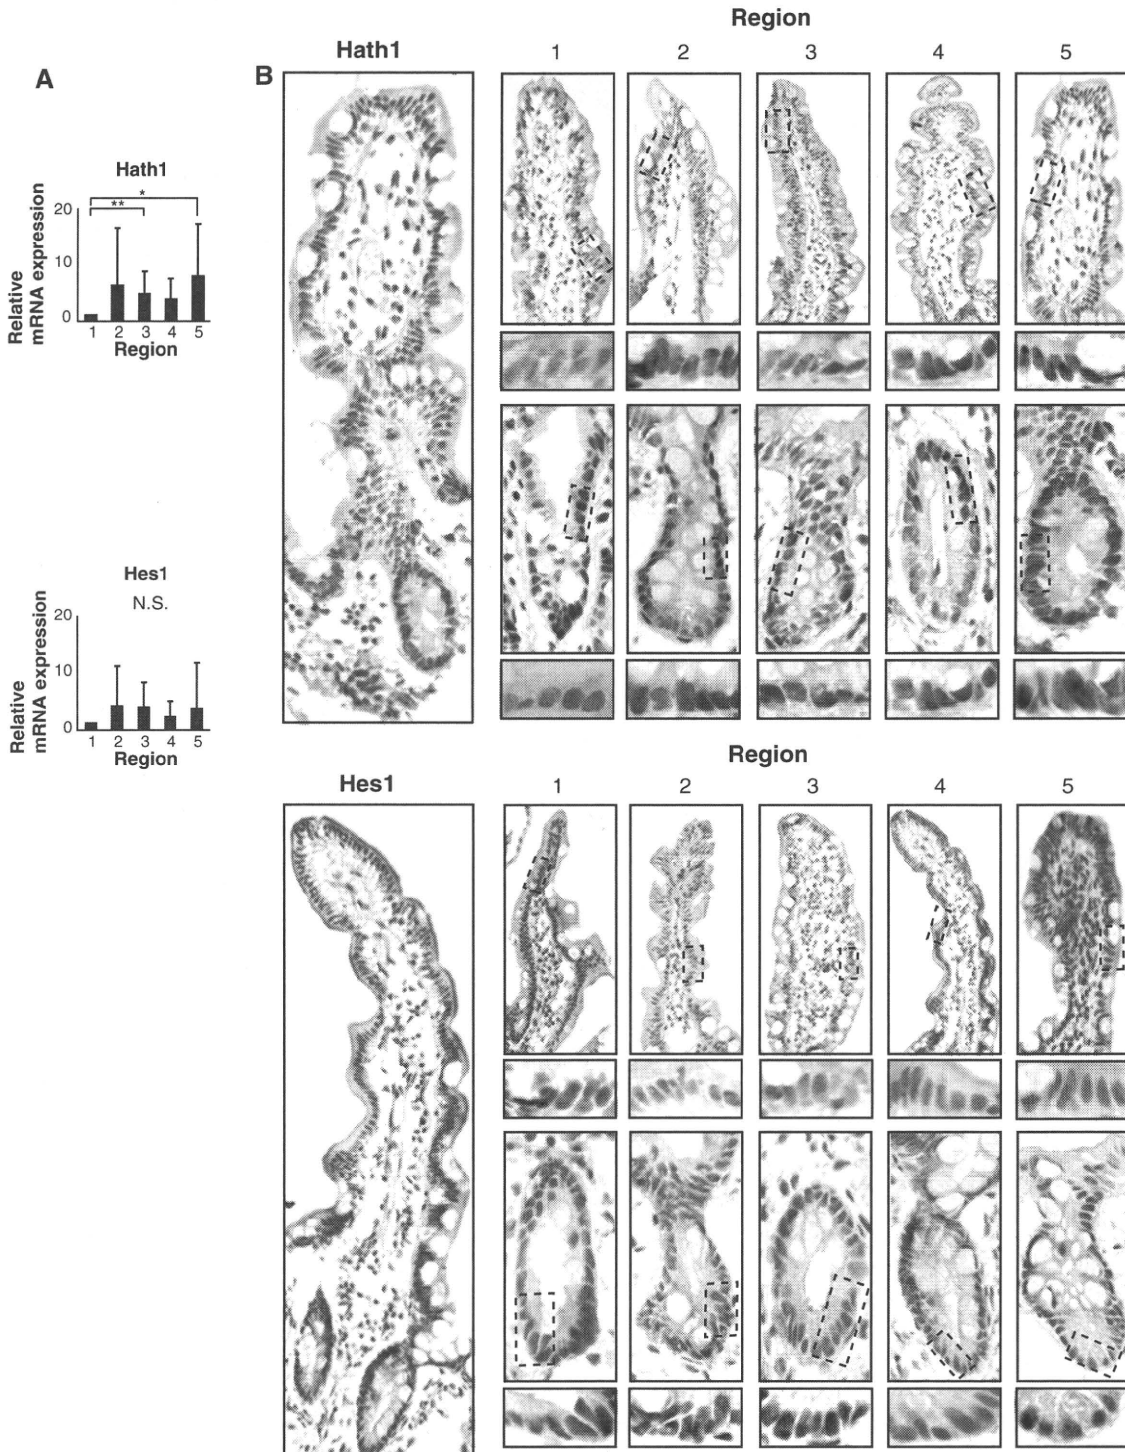 A
Hath1
*
**
20
10
0
Relative
mRNA expression
1 2 3 4 5
Region
Hes1
N.S.
20
10
0
Relative
mRNA expression
1 2 3 4 5
Region
B
Hath1
Region
1 2 3 4 5
Hes1
Region
1 2 3 4 5